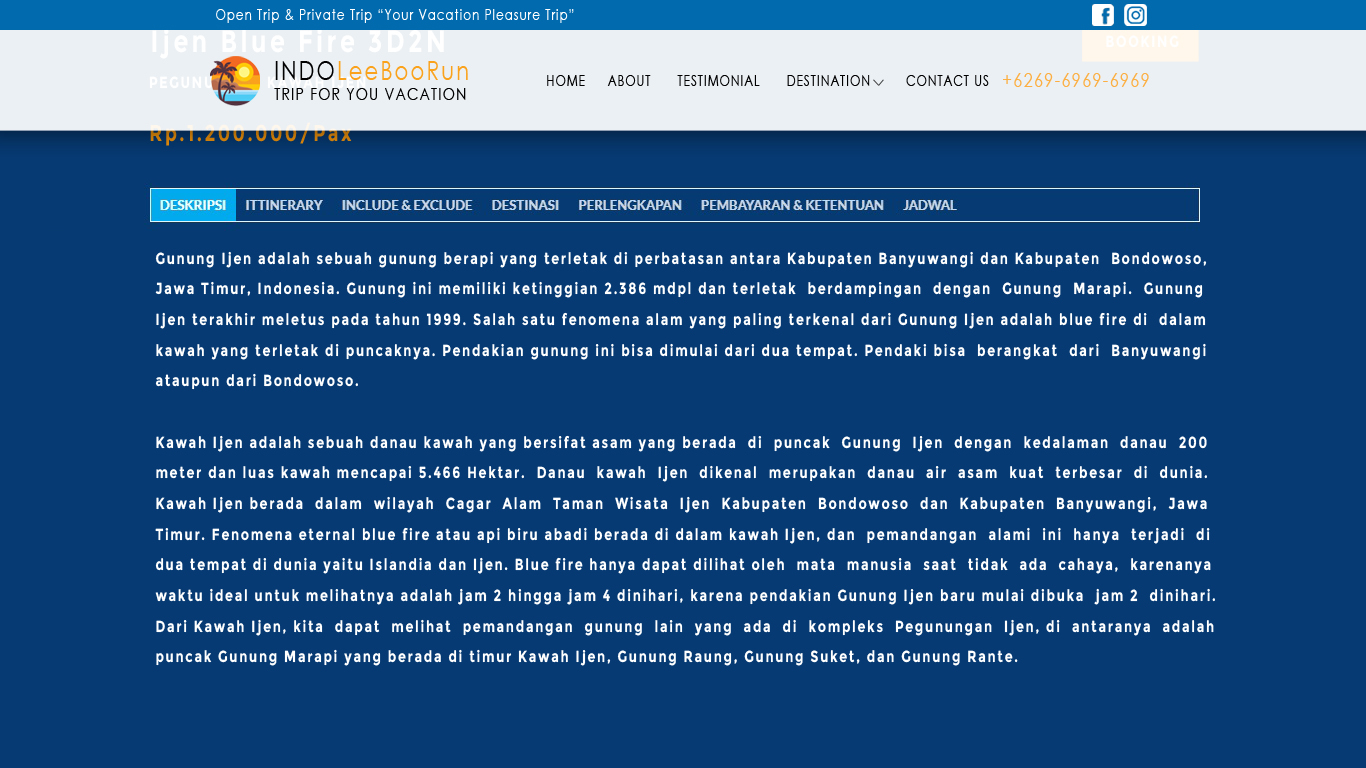 Open Trip & Private Trip “Your Vacation Pleasure Trip”
Ijen Blue Fire 3D2N
BOOKING
INDOLeeBooRun
TRIP FOR YOU VACATION
HOME ABOUT TESTIMONIAL DESTINATION CONTACT US +6269-6969-6969
Rp.1.200.000/Pax
DESKRIPSI ITTINERARY INCLUDE & EXCLUDE DESTINASI PERLENGKAPAN PEMBAYARAN & KETENTUAN JADWAL
Gunung Ijen adalah sebuah gunung berapi yang terletak di perbatasan antara Kabupaten Banyuwangi dan Kabupaten Bondowoso,
Jawa Timur, Indonesia. Gunung ini memiliki ketinggian 2.386 mdpl dan terletak berdampingan dengan Gunung Marapi. Gunung
Ijen terakhir meletus pada tahun 1999. Salah satu fenomena alam yang paling terkenal dari Gunung Ijen adalah blue fire di dalam
kawah yang terletak di puncaknya. Pendakian gunung ini bisa dimulai dari dua tempat. Pendaki bisa berangkat dari Banyuwangi
ataupun dari Bondowoso.
Kawah Ijen adalah sebuah danau kawah yang bersifat asam yang berada di puncak Gunung Ijen dengan kedalaman danau 200
meter dan luas kawah mencapai 5.466 Hektar. Danau kawah Ijen dikenal merupakan danau air asam kuat terbesar di dunia.
Kawah Ijen berada dalam wilayah Cagar Alam Taman Wisata Ijen Kabupaten Bondowoso dan Kabupaten Banyuwangi, Jawa
Timur. Fenomena eternal blue fire atau api biru abadi berada di dalam kawah Ijen, dan pemandangan alami ini hanya terjadi di
dua tempat di dunia yaitu Islandia dan Ijen. Blue fire hanya dapat dilihat oleh mata manusia saat tidak ada cahaya, karenanya
waktu ideal untuk melihatnya adalah jam 2 hingga jam 4 dinihari, karena pendakian Gunung Ijen baru mulai dibuka jam 2 dinihari.
Dari Kawah Ijen, kita dapat melihat pemandangan gunung lain yang ada di kompleks Pegunungan Ijen, di antaranya adalah
puncak Gunung Marapi yang berada di timur Kawah Ijen, Gunung Raung, Gunung Suket, dan Gunung Rante.